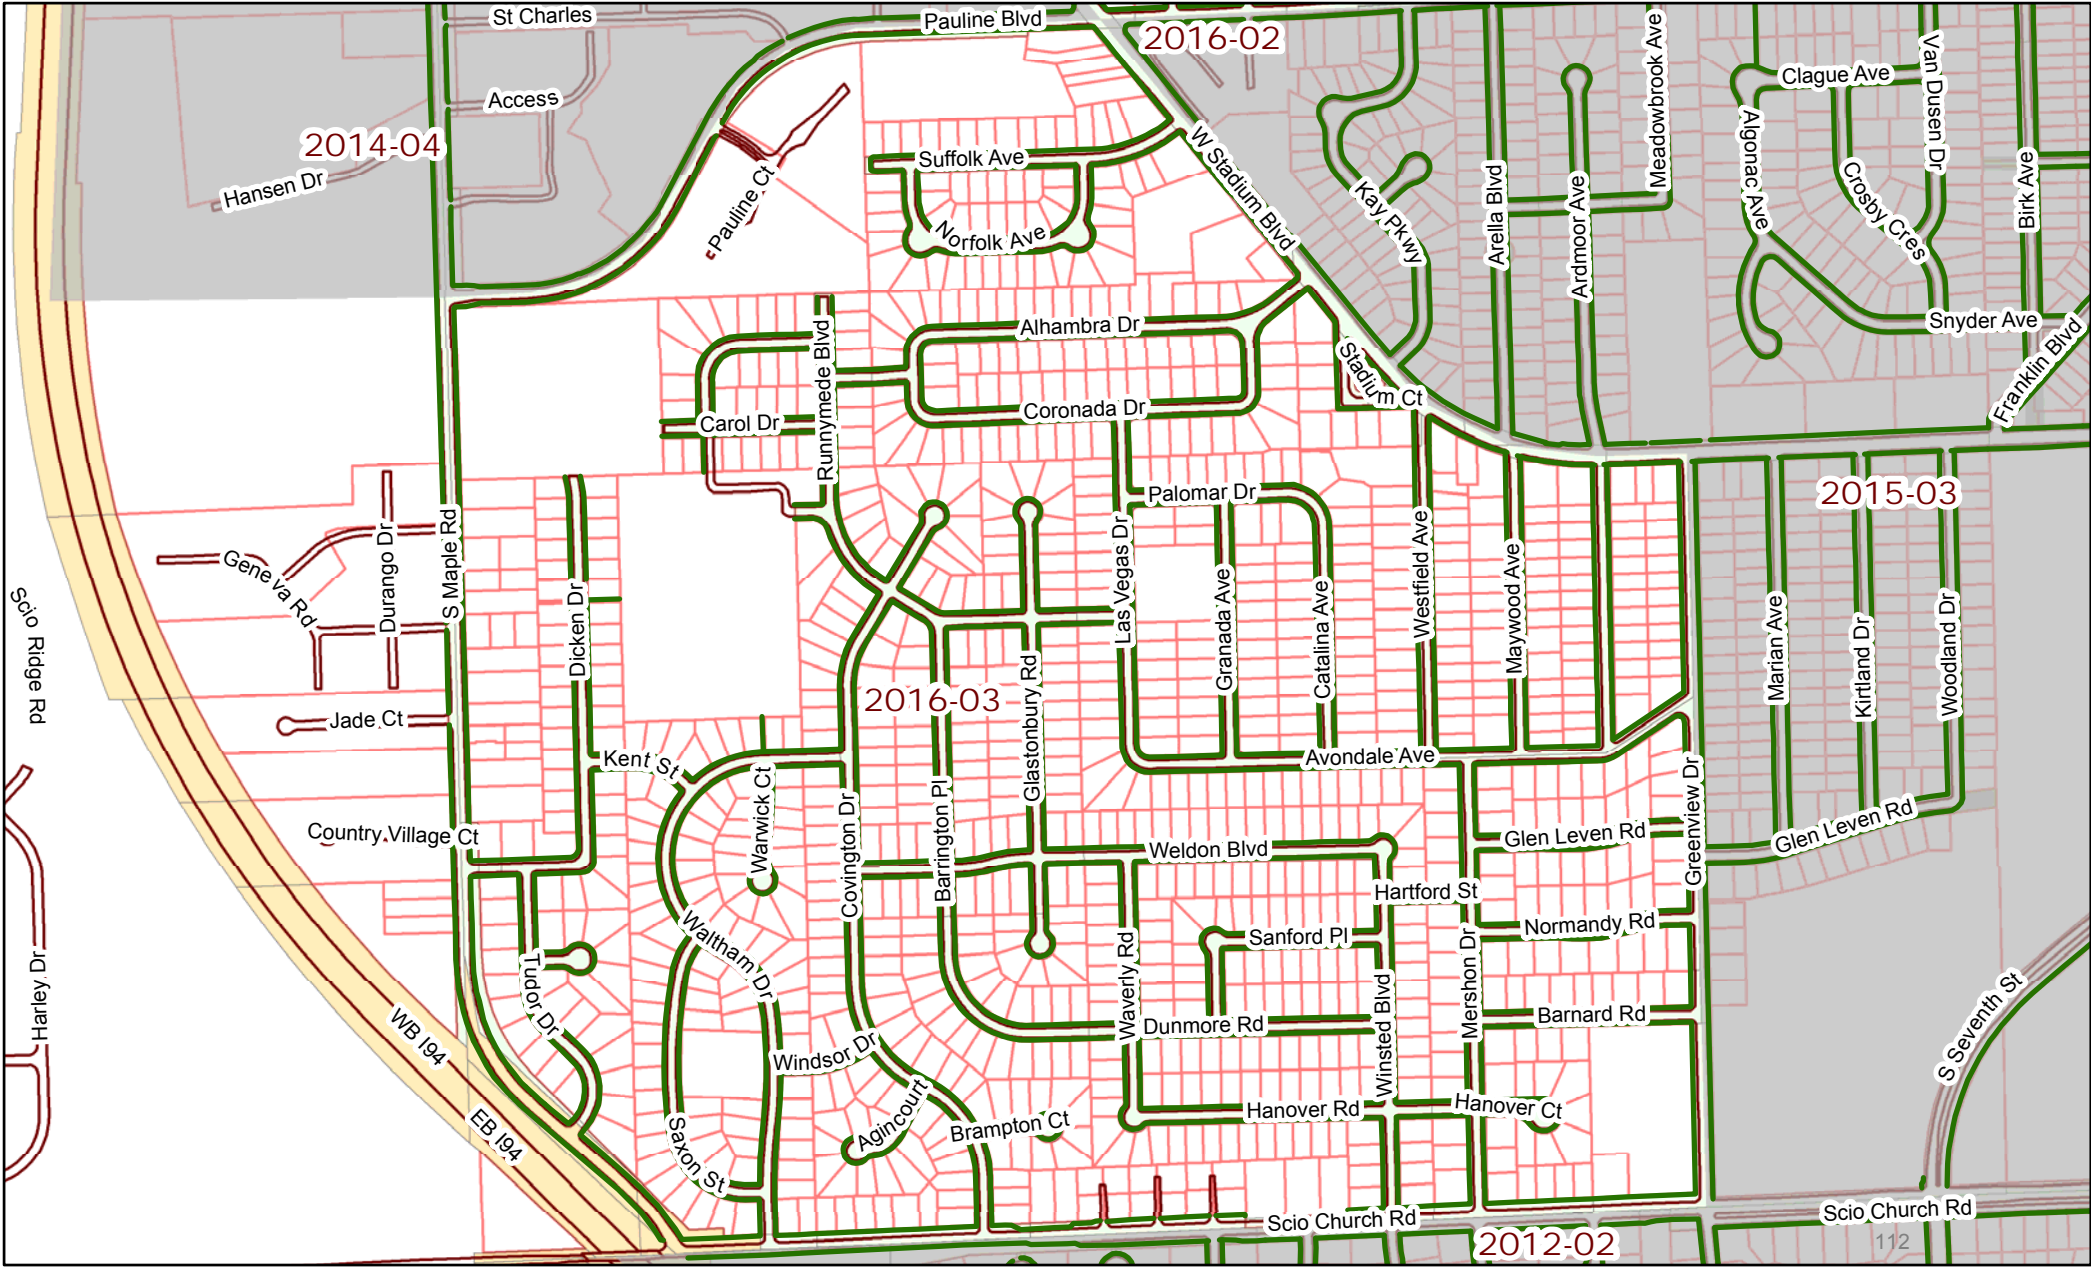 St Charles
Pauline Blvd
2016-02
Meadowbrook Ave
Van Dusen Dr
Clague Ave
Access
2014-04
Hansen Dr
Pauline Ct
Suffolk Ave
Norfolk Ave
W Stadium Blvd
Kay Pkwy
Arella Blvd
Ardmoor Ave
Algonac Ave
Crosby Cres
Birk Ave
Snyder Ave
Franklin Blvd
Alhambra Dr
Runnymede Blvd
Stadium Ct
Carol Dr
Coronada Dr
Palomar Dr
2015-03
Geneva Rd
Durango Dr
S Maple Rd
Dicken Dr
Las Vegas Dr
Granada Ave
Catalina Ave
Westfield Ave
Maywood Ave
Marian Ave
Kirtland Dr
Woodland Dr
Scio Ridge Rd
Jade Ct
2016-03
Glastonbury Rd
Kent St
Avondale Ave
Warwick Ct
Covington Dr
Barrington Pl
Greenview Dr
Country Village Ct
Weldon Blvd
Glen Leven Rd
Glen Leven Rd
Hartford St
Waltham Dr
Sanford Pl
Normandy Rd
Harley Dr
Tudor Dr
Waverly Rd
Winsted Blvd
Mershon Dr
Dunmore Rd
Barnard Rd
WB I94
Windsor Dr
S Seventh St
EB I94
Saxon St
Agincourt
Brampton Ct
Hanover Rd
Hanover Ct
Scio Church Rd
Scio Church Rd
2012-02
112